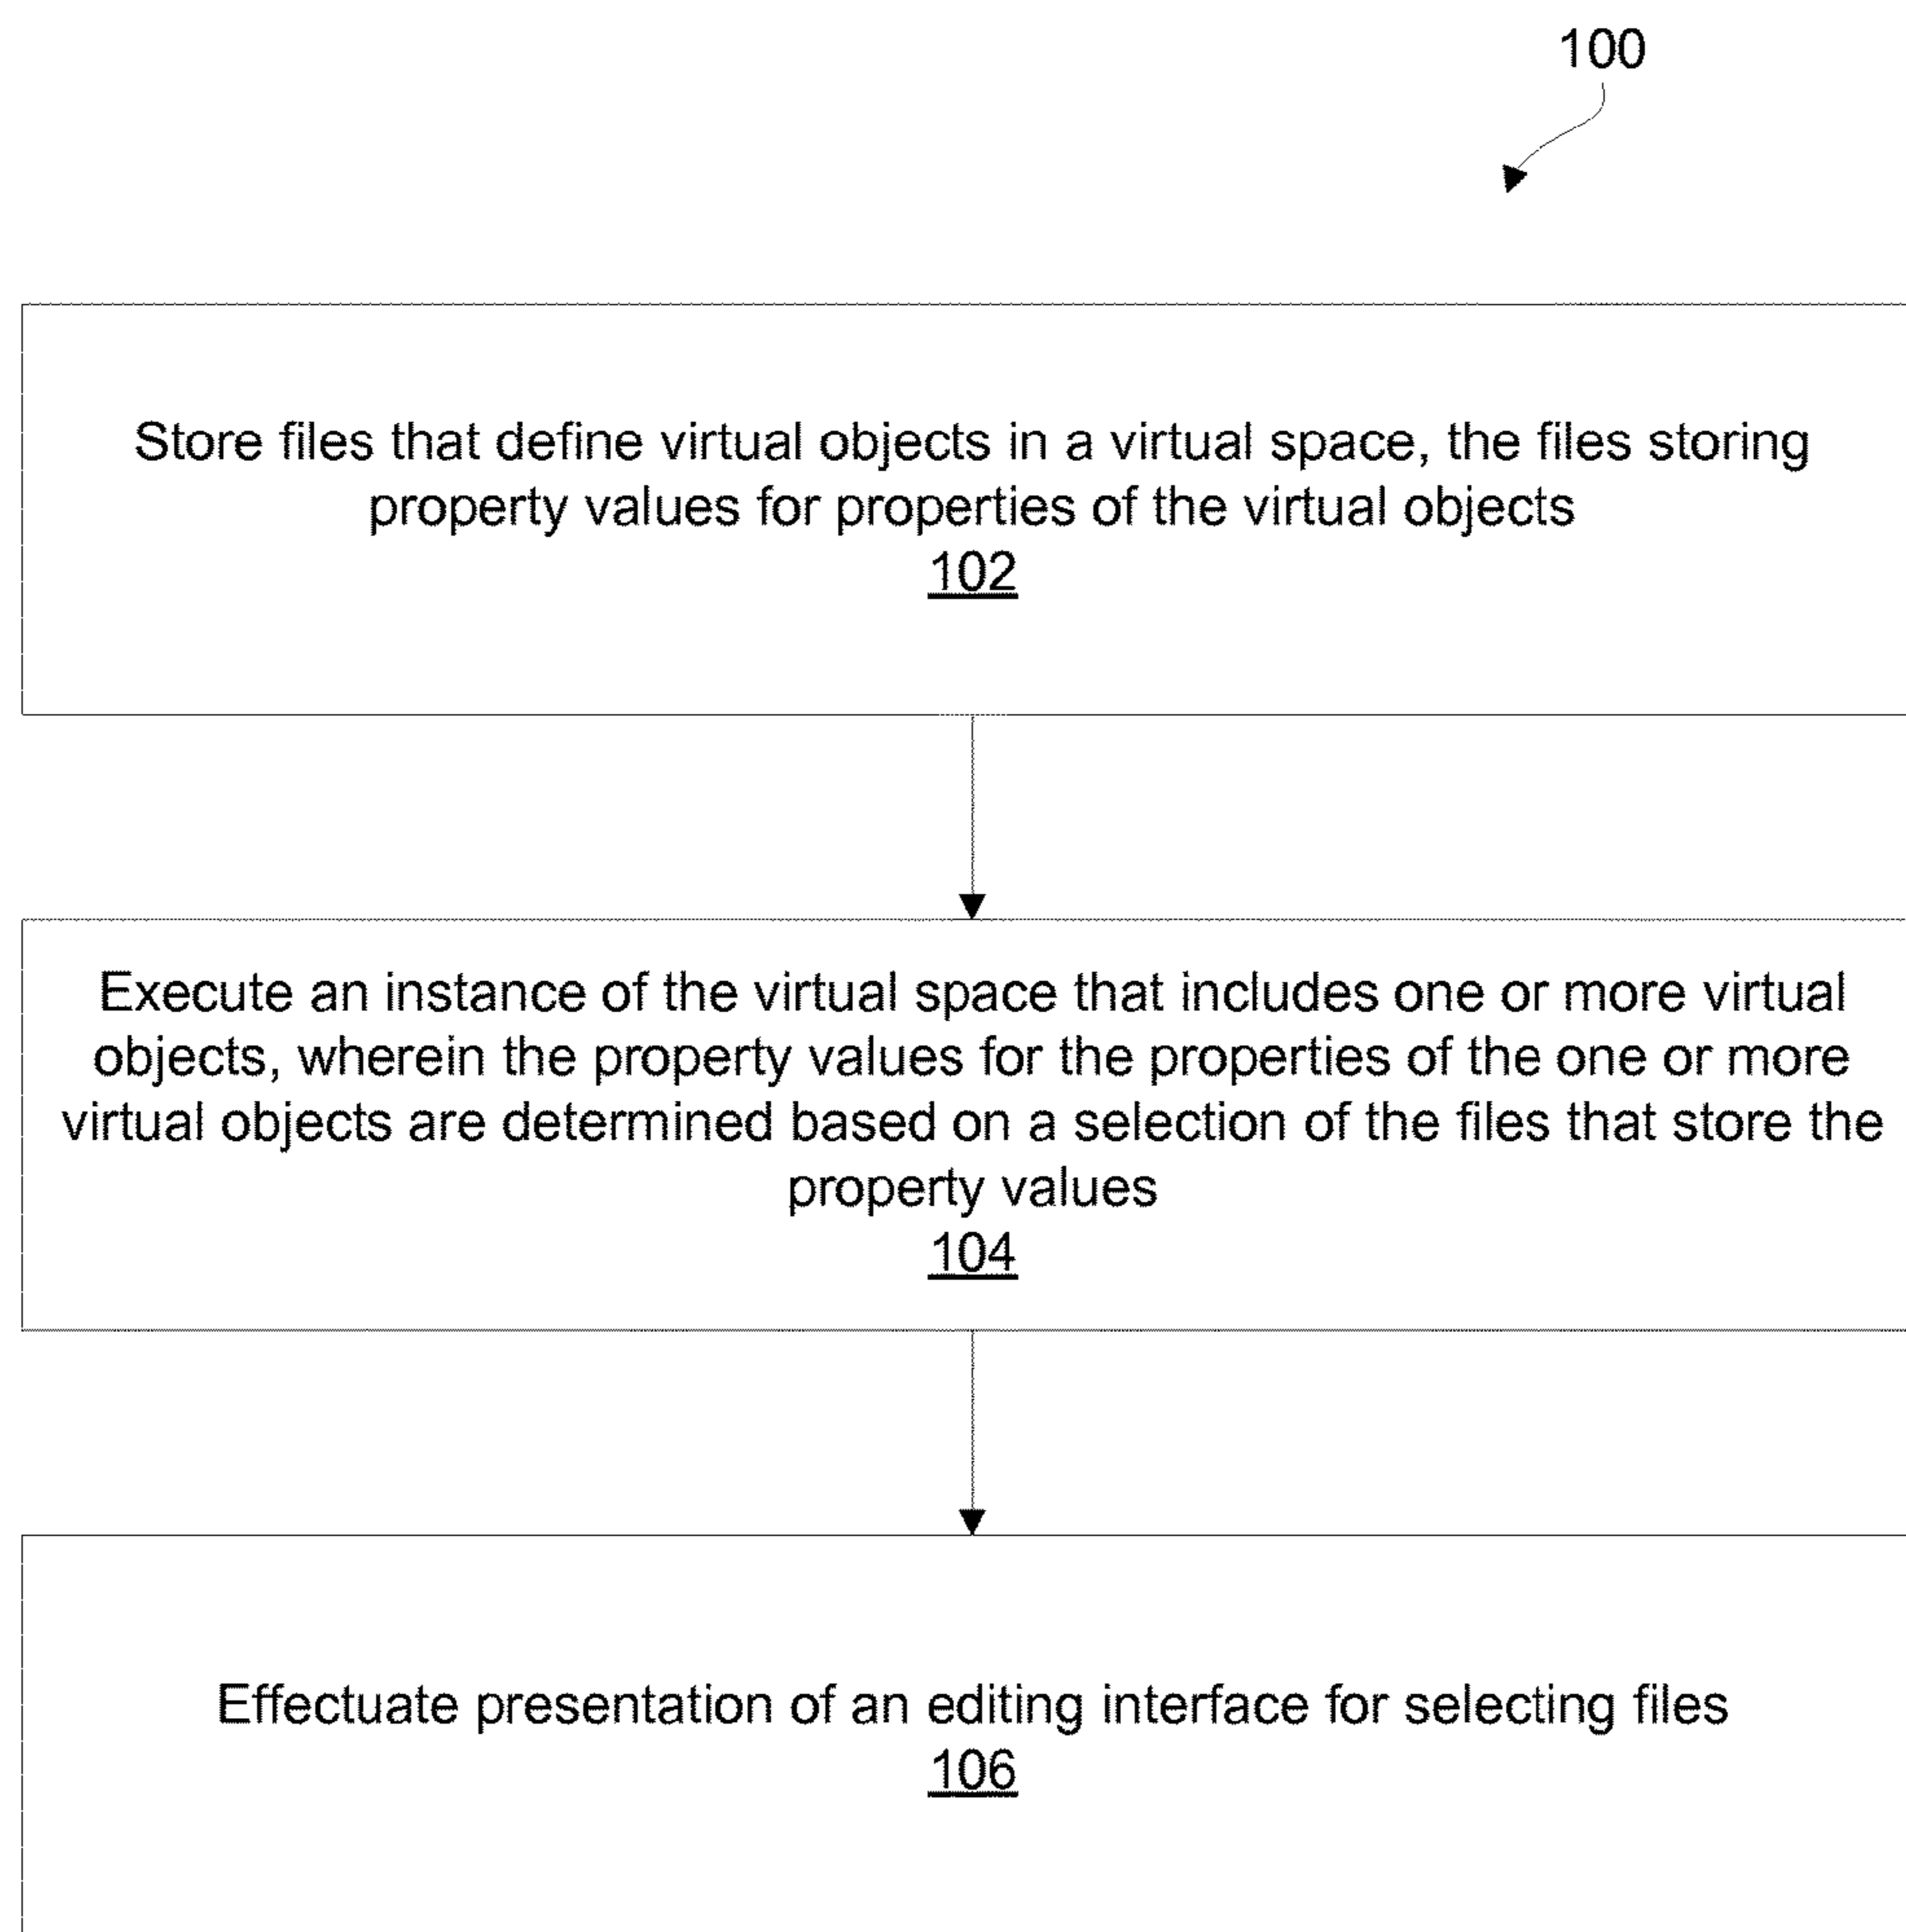 100
Store files that define virtual objects in a virtual space, the files storing
property values for properties of the virtual objects
102
Execute an instance of the virtual space that includes one or more virtual
objects, wherein the property values for the properties of the one or more
virtual objects are determined based on a selection of the files that store the
property values
104
Effectuate presentation of an editing interface for selecting files
106